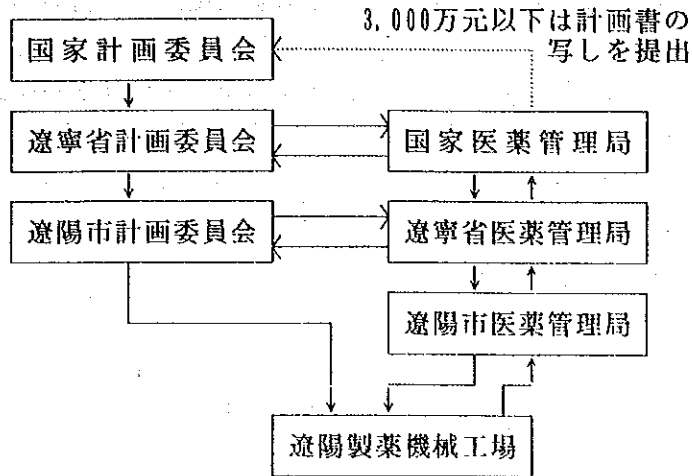 3,000万元以下は計画書の
写しを提出
国家計画委員会
遼寧省計画委員会
国家医薬管理局
遼陽市計画委員会
遼寧省医薬管理局
遼陽市医薬管理局
遼陽製薬機械工場